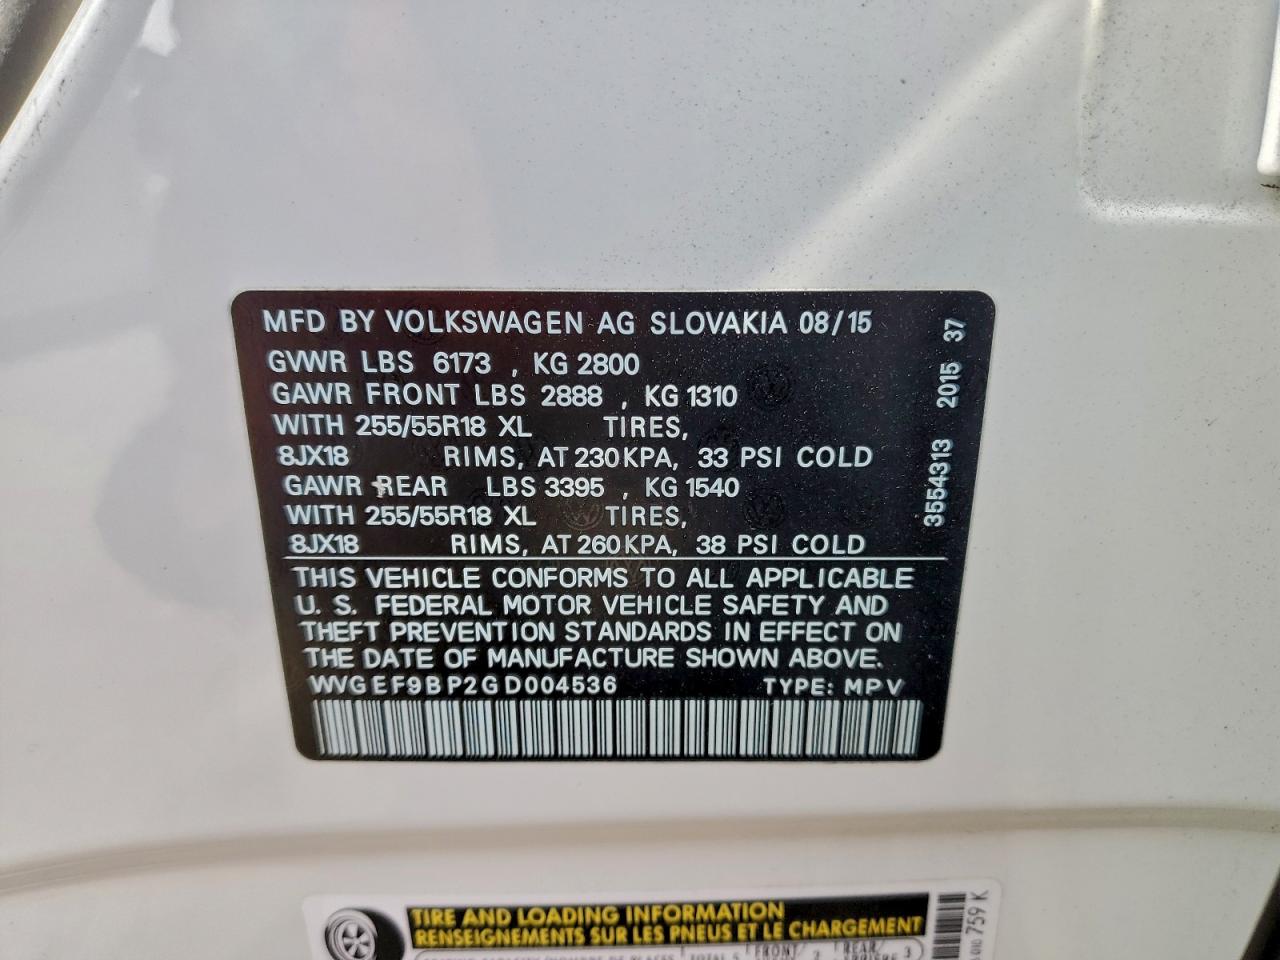 MFD BY VOLKSWAGEN AG SLOVAKIA 08/15
GVWR LBS 6173 , KG 2800
GAWR FRONT LBS 2888 , KG 1310
WITH 255/55R18 XL TIRES,
8JX18 RIMS, AT 230 KPA, 33 PSI COLD
GAWR REAR LBS 3395 , KG 1540
WITH 255/55R18 XL TIRES,
8JX18 RIMS, AT 260 KPA, 38 PSI COLD
THIS VEHICLE CONFORMS TO ALL APPLICABLE
U. S. FEDERAL MOTOR VEHICLE SAFETY AND
THEFT PREVENTION STANDARDS IN EFFECT ON
THE DATE OF MANUFACTURE SHOWN ABOVE.
WVGEF9BP2GD004536 TYPE: MPV
3554313 2015 37
TIRE AND LOADING INFORMATION
RENSEIGNEMENTS SUR LES PNEUS ET LE CHARGEMENT
759 K